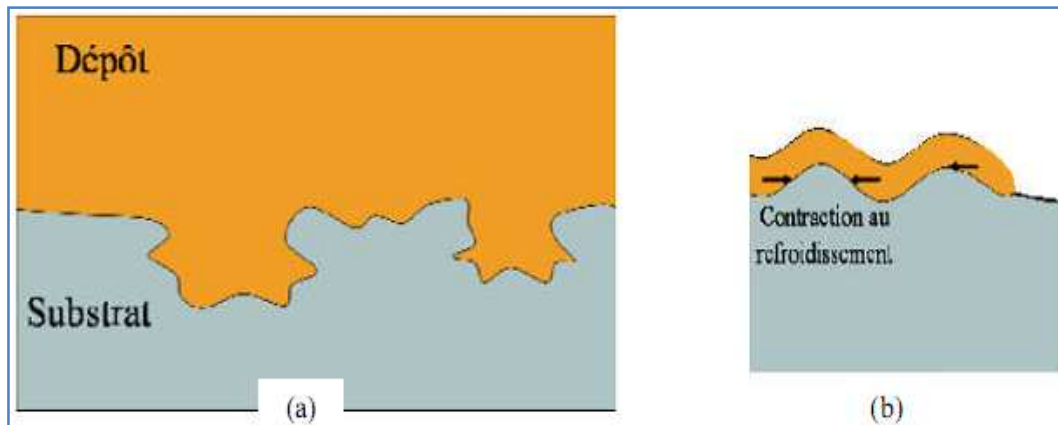 Dépôt
Substrat
(a)
Contraction au
refroidissement
(b)